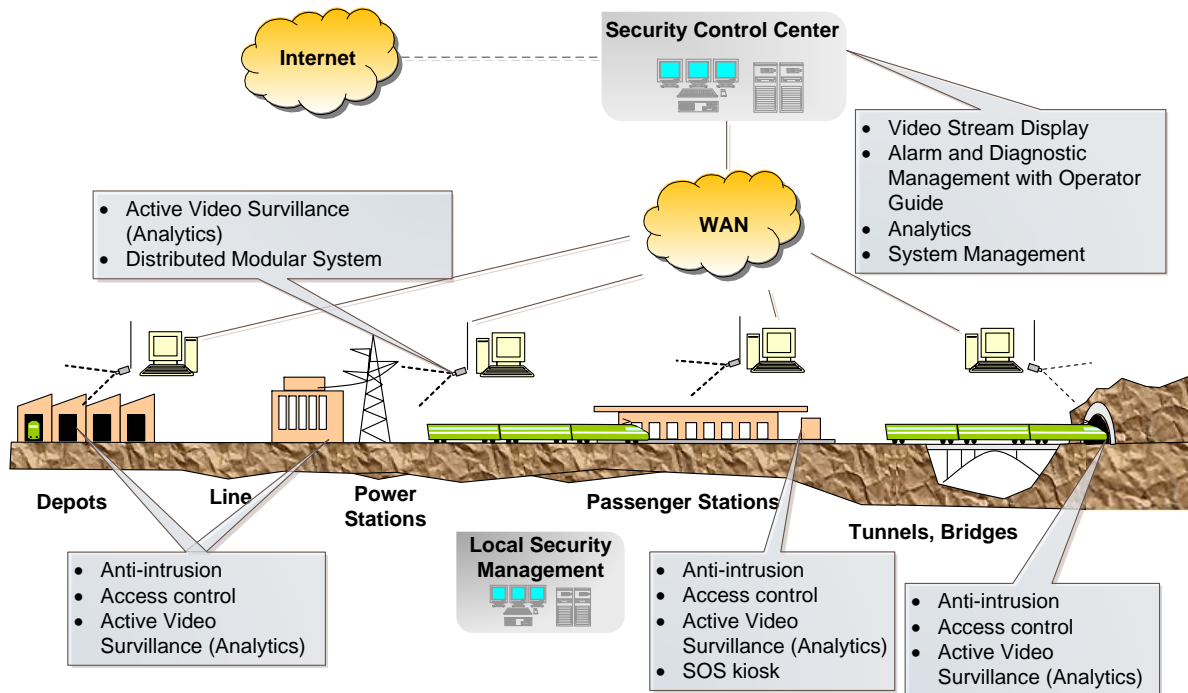 Security Control Center
Internet
• Video Stream Display
• Alarm and Diagnostic
Management with Operator
Guide
• Analytics
• System Management
• Active Video Survillance
(Analytics)
• Distributed Modular System
WAN
Depots
Line
Power
Stations
Passenger Stations
Tunnels, Bridges
Local Security
Management
• Anti-intrusion
• Access control
• Active Video
Survillance (Analytics)
• Anti-intrusion
• Access control
• Active Video
Survillance (Analytics)
• SOS kiosk
• Anti-intrusion
• Access control
• Active Video
Survillance (Analytics)